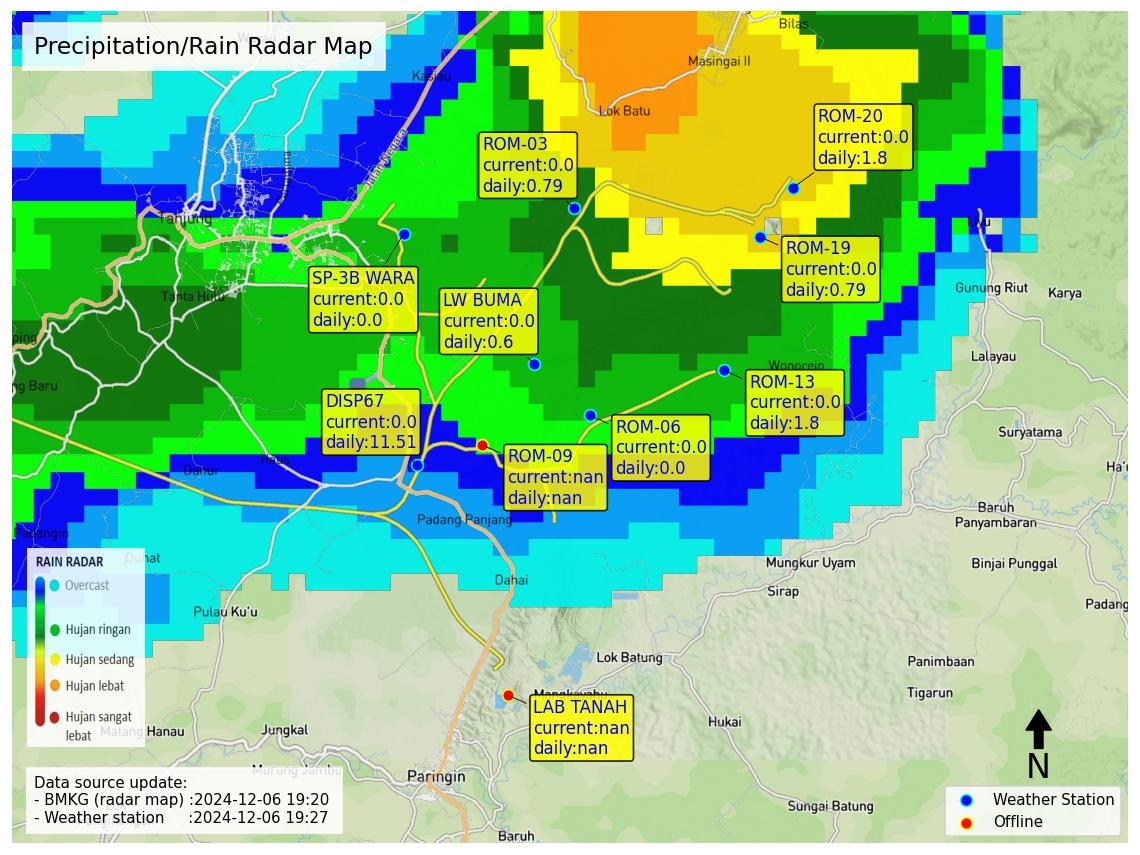 Precipitation/Rain Radar Map
Bilas
Masingai II
Kasiau
Lok Batu
Jalan Negara
ROM-03
current:0.0
daily:0.79
ROM-20
current:0.0
daily:1.8
Tanjung
Uwu
ROM-19
current:0.0
daily:0.79
SP-3B WARA
current:0.0
daily:0.0
LW BUMA
current:0.0
daily:0.6
Tanta Hulu
Gunung Riut
Karya
ping
Lalayau
Wonorejo
ng Baru
ROM-13
current:0.0
daily:1.8
DISP67
current:0.0
daily:11.51
ROM-06
current:0.0
daily:0.0
Suryatama
ROM-09
current:nan
daily:nan
Haus
Dahur
Ha'u
Baruh
Panyambaran
Padang Panjang
Padangin
RAIN RADAR
Overcast
Hujan ringan
Hujan sedang
Hujan lebat
Hujan sangat
lebat
Mungkur Uyam
Binjai Punggal
Dahai
Sirap
Padang
Pulau Ku'u
Lok Batung
Panimbaan
Tigarun
Mangkayahu
LAB TANAH
current:nan
daily:nan
Hukai
Matang Hanau
Jungkal
Murung Jambu
Paringin
Sungai Batung
Baruh
N
Data source update:
- BMKG (radar map) :2024-12-06 19:20
- Weather station :2024-12-06 19:27
Weather Station
Offline